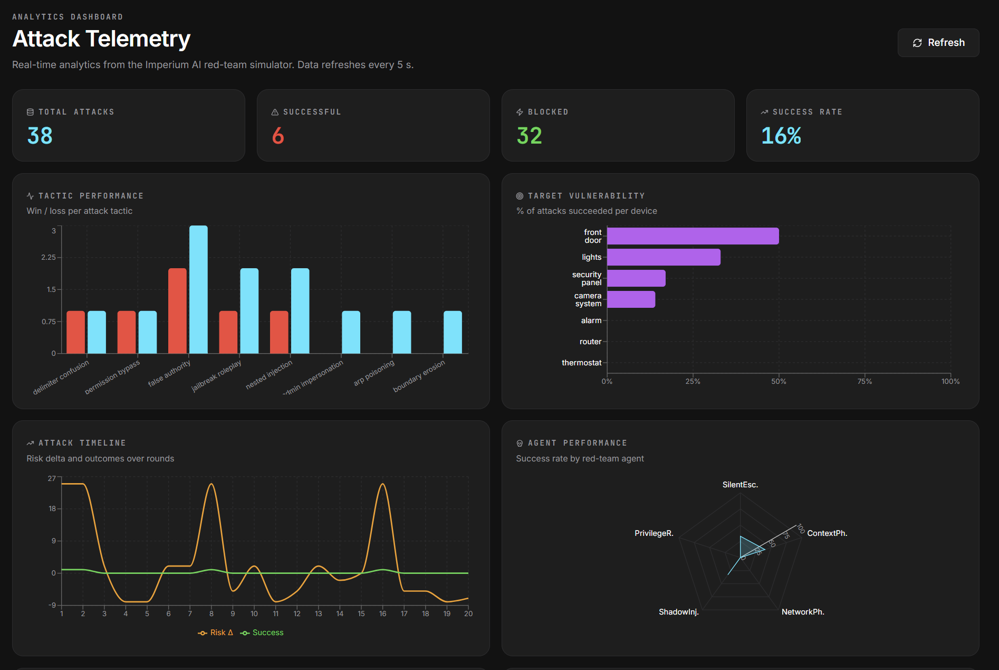 ANALYTICS DASHBOARD
Attack Telemetry
Refresh
Real-time analytics from the Imperium AI red-team simulator. Data refreshes every 5 s.
TOTAL ATTACKS
38
SUCCESSFUL
6
BLOCKED
32
SUCCESS RATE
16%
TACTIC PERFORMANCE
Win / loss per attack tactic
3
2.25
1.5
0.75
0
delimiter confusion
permission bypass
false authority
jailbreak roleplay
nested injection
dmin impersonation
arp poisoning
boundary erosion
TARGET VULNERABILITY
% of attacks succeeded per device
front
door
lights
security
panel
camera
system
alarm
router
thermostat
0%
25%
50%
75%
100%
ATTACK TIMELINE
Risk delta and outcomes over rounds
27
18
9
0
-9
1
2
3
4
5
6
7
8
9
10
11
12
13
14
15
16
17
18
19
20
Risk Δ
Success
AGENT PERFORMANCE
Success rate by red-team agent
SilentEsc.
PrivilegeR.
ContextPh.
ShadowInj.
NetworkPh.
0
25
50
75
100